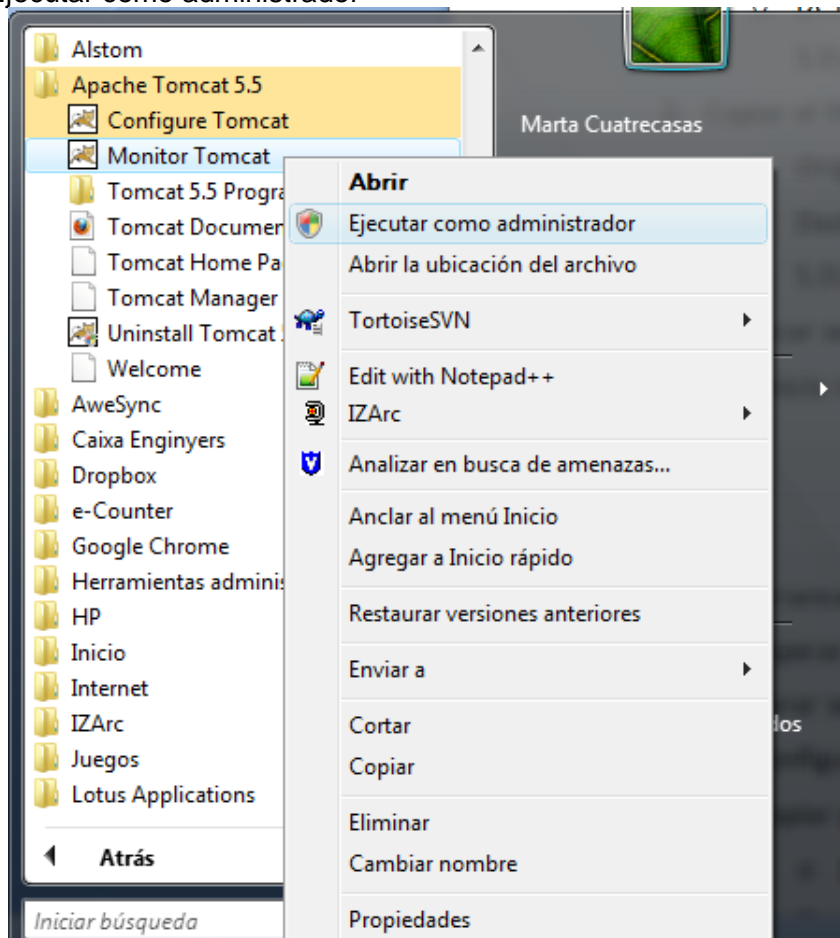 Ejecutar como administrador
Alstom
Apache Tomcat 5.5
Configure Tomcat
Monitor Tomcat
Tomcat 5.5 Progra
Tomcat Documen
Tomcat Home Pa
Tomcat Manager
Uninstall Tomcat
Welcome
AweSync
Caixa Enginyers
Dropbox
e-Counter
Google Chrome
Herramientas adminis
HP
Inicio
Internet
IZArc
Juegos
Lotus Applications
Atrás
Iniciar búsqueda
Marta Cuatrecasas
Abrir
Ejecutar como administrador
Abrir la ubicación del archivo
TortoiseSVN
Edit with Notepad++
IZArc
Analizar en busca de amenazas...
Anclar al menú Inicio
Agregar a Inicio rápido
Restaurar versiones anteriores
Enviar a
Cortar
Copiar
Eliminar
Cambiar nombre
Propiedades
dos